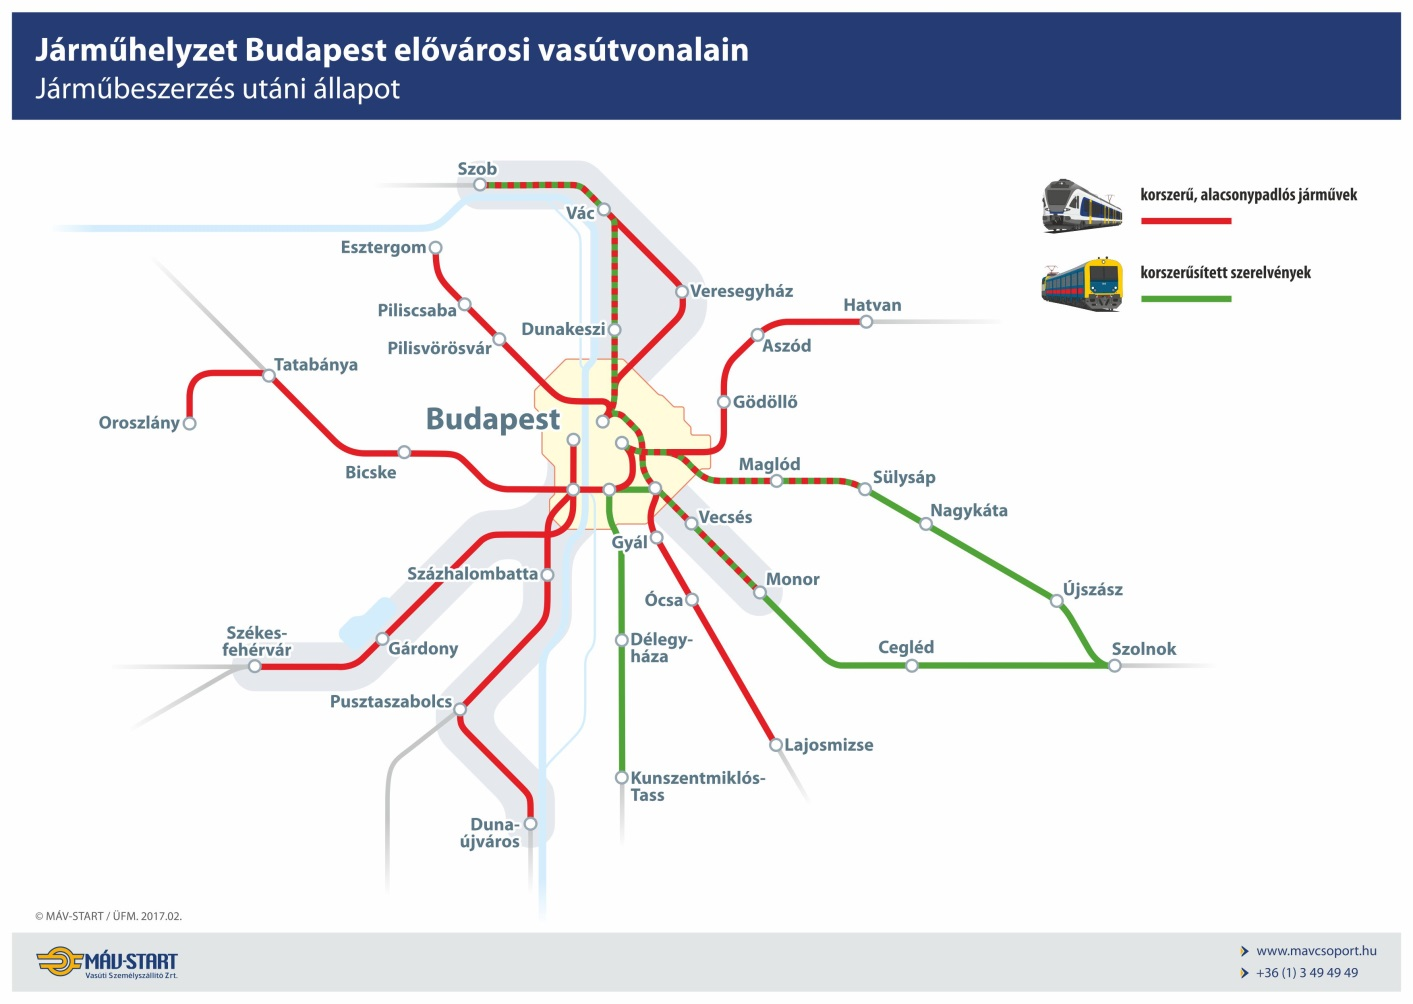 Járműhelyzet Budapest elővárosi vasútvonalain
Járműbeszerzés utáni állapot
korszerű, alacsonypadlós járművek
korszerűsített szerelvények
Szob
Vác
Esztergom
Veresegyház
Hatvan
Piliscsaba
Dunakeszi
Aszód
Pilisvörösvár
Tatabánya
Gödöllő
Oroszlány
Budapest
Bicske
Maglód
Sülysáp
Nagykáta
Vecsés
Gyál
Százhalombatta
Monor
Újszász
Ócsa
Székes-
fehérvár
Gárdony
Délegy-
háza
Cegléd
Szolnok
Pusztaszabolcs
Lajosmizse
Kunszentmiklós-
Tass
Duna-
újváros
© MÁV-START / ÜFM. 2017.02.
MÁV-START
Vasúti Személyszállító Zrt.
www.mavcsoport.hu
+36 (1) 3 49 49 49